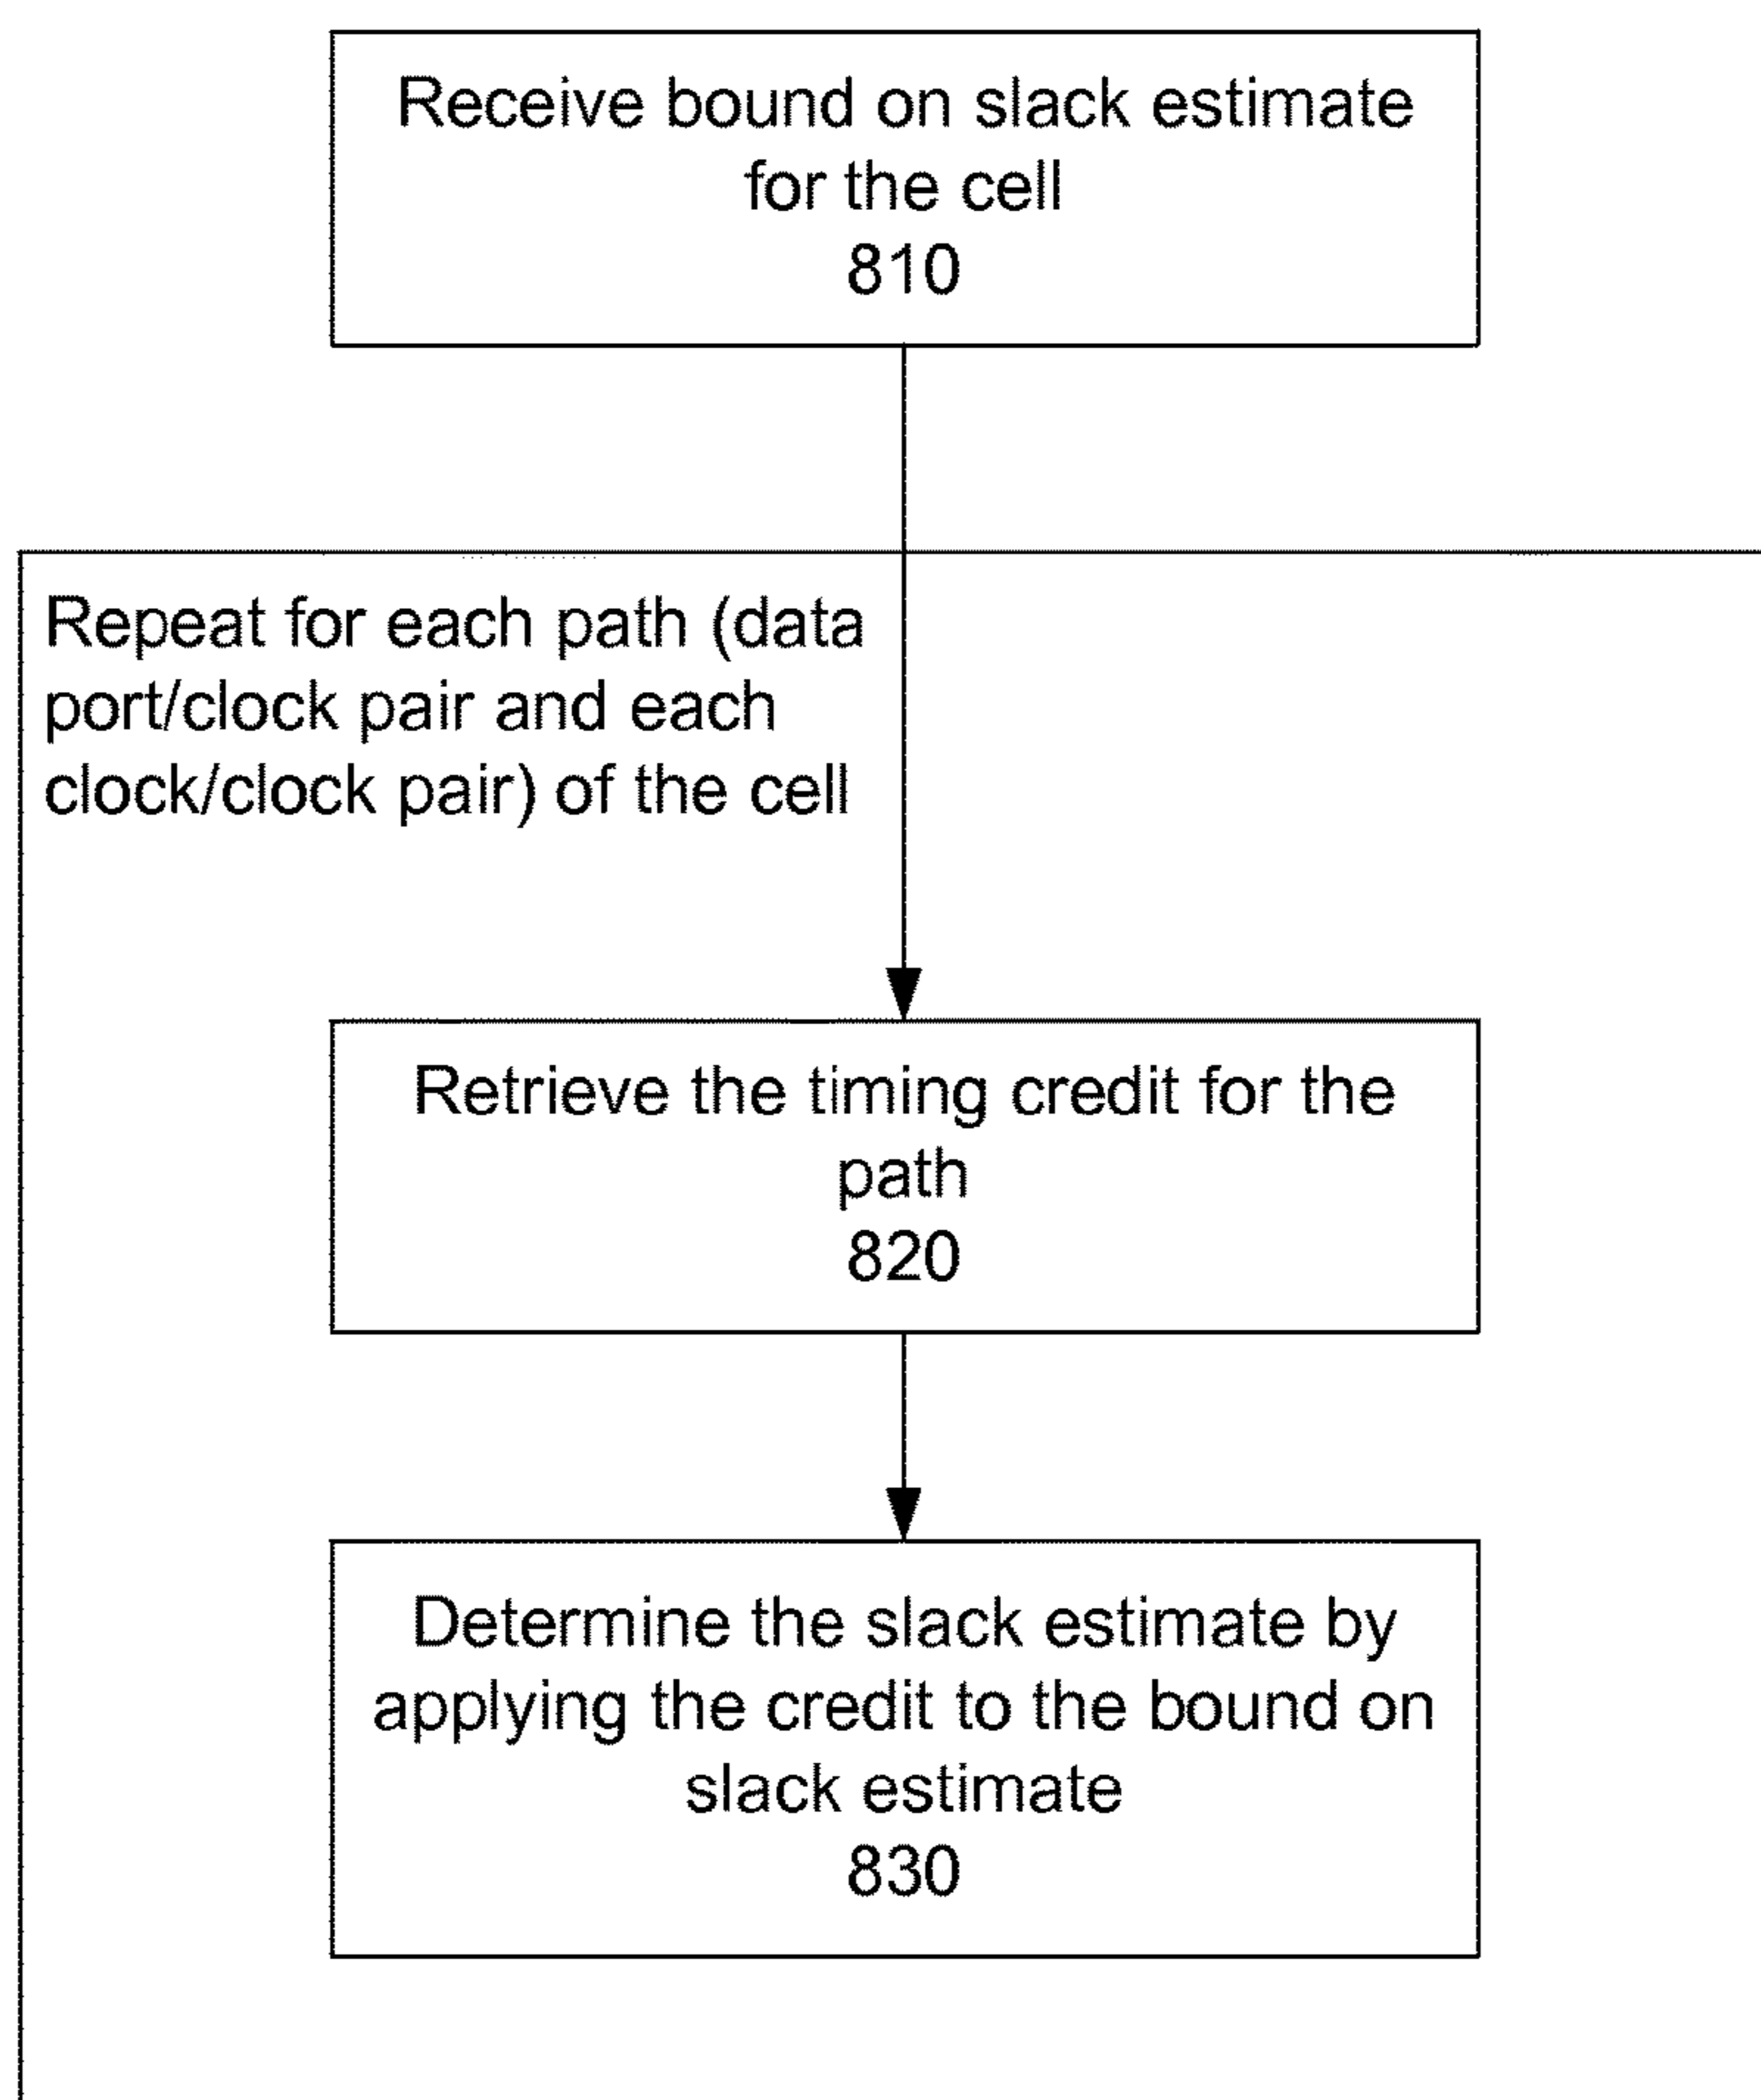 Receive bound on slack estimate
for the cell
810
Repeat for each path (data
port/clock pair and each
clock/clock pair) of the cell
Retrieve the timing credit for the
path
820
Determine the slack estimate by
applying the credit to the bound on
slack estimate
830